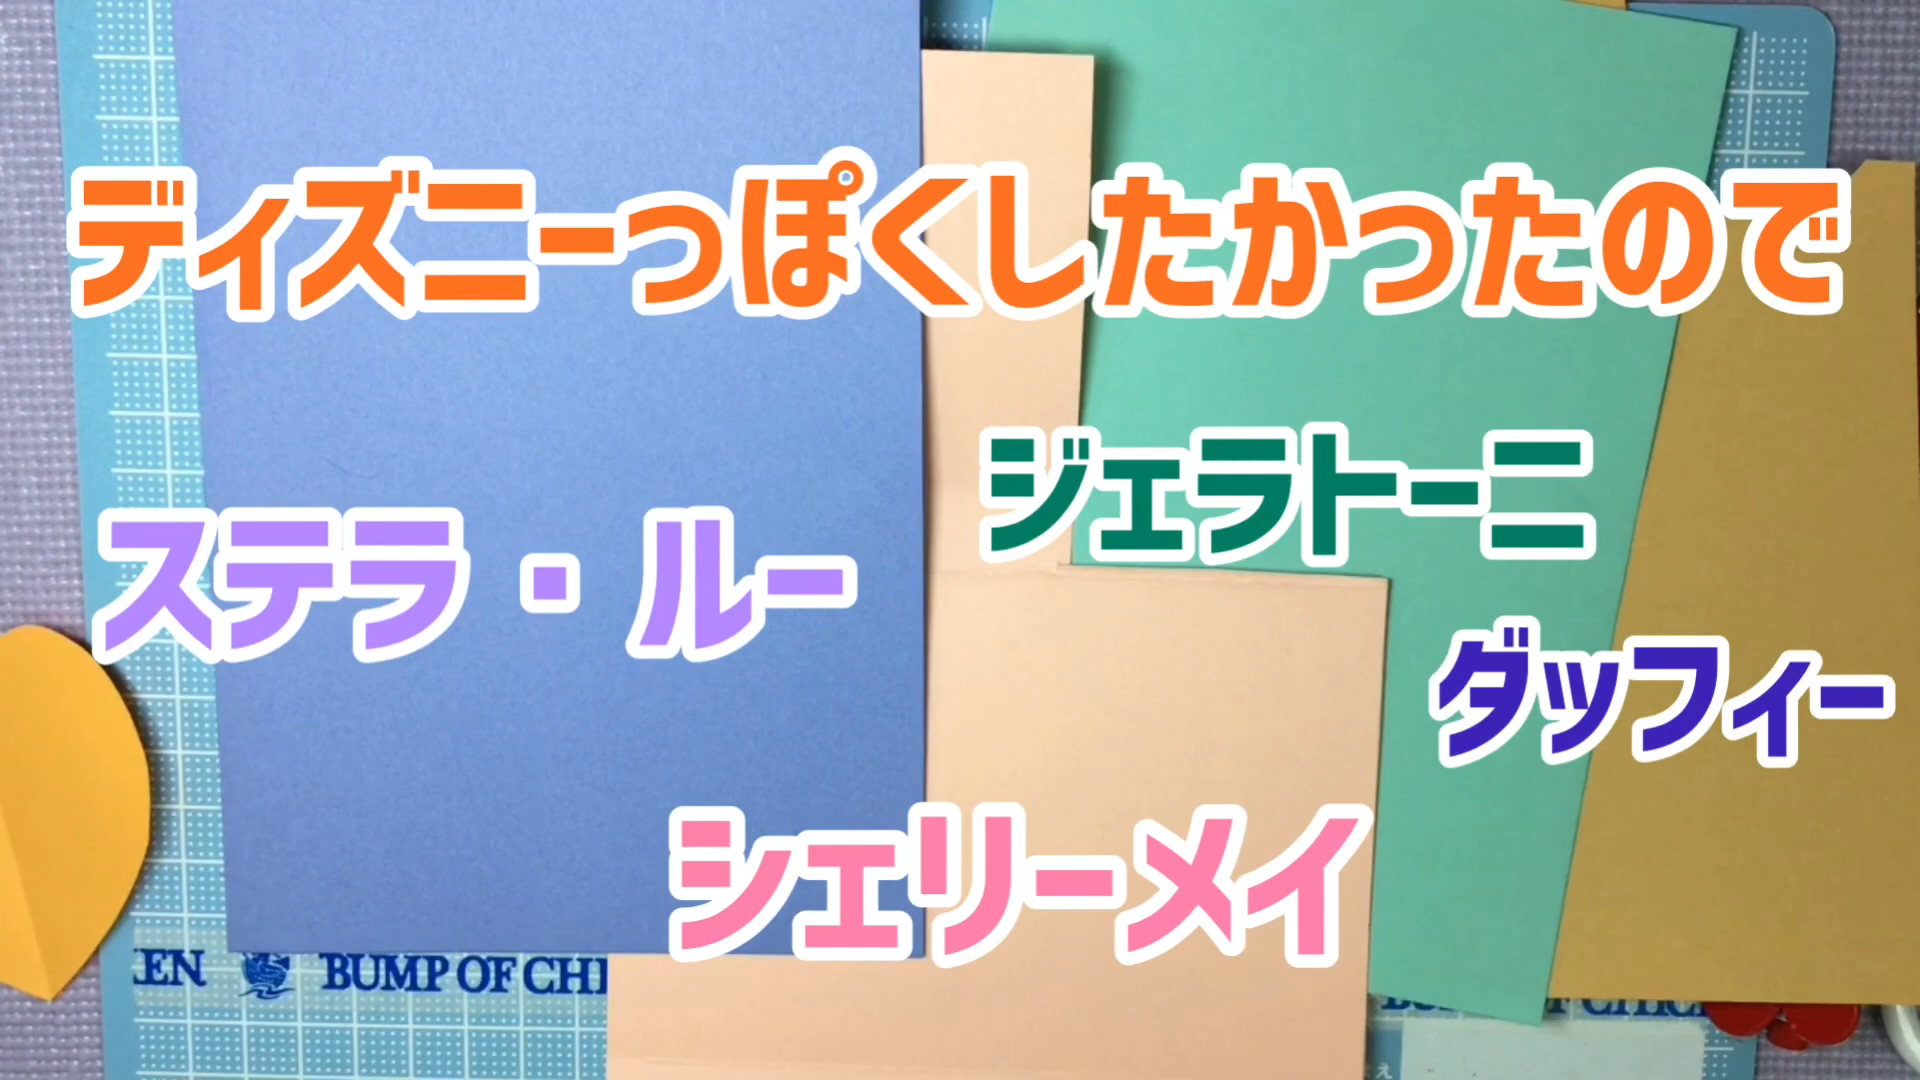 ディズニーっぽくしたかったので
ジェラトーニ
ステラ・ルー
ダッフィー
シェリーメイ
KEN BUMP OF CHI
え